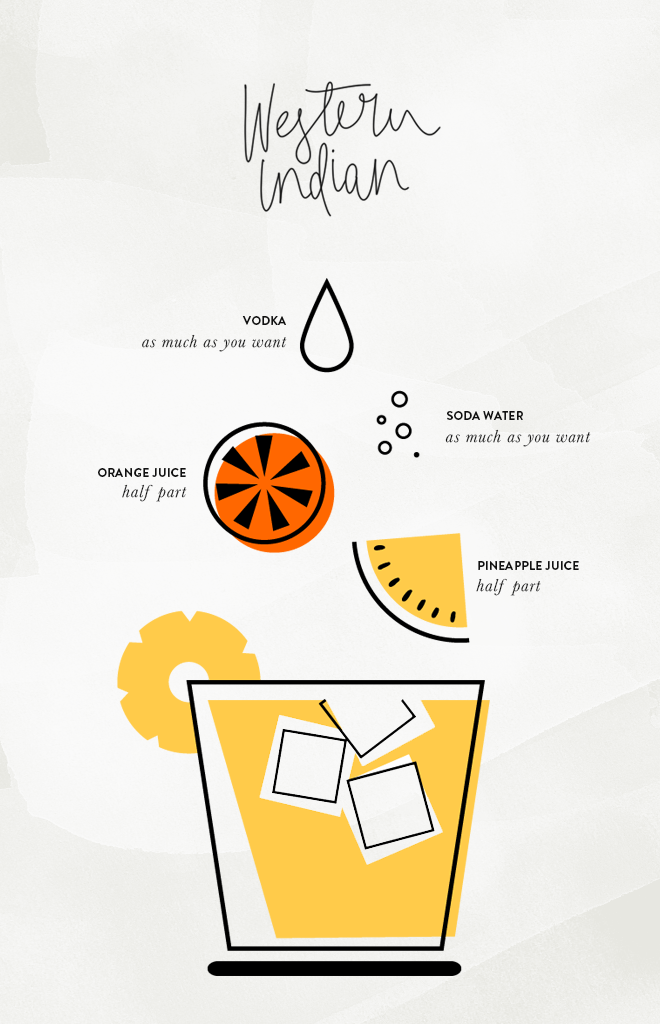 Western
indian
VODKA
as much as you want
SODA WATER
as much as you want
ORANGE JUICE
half part
PINEAPPLE JUICE
half part